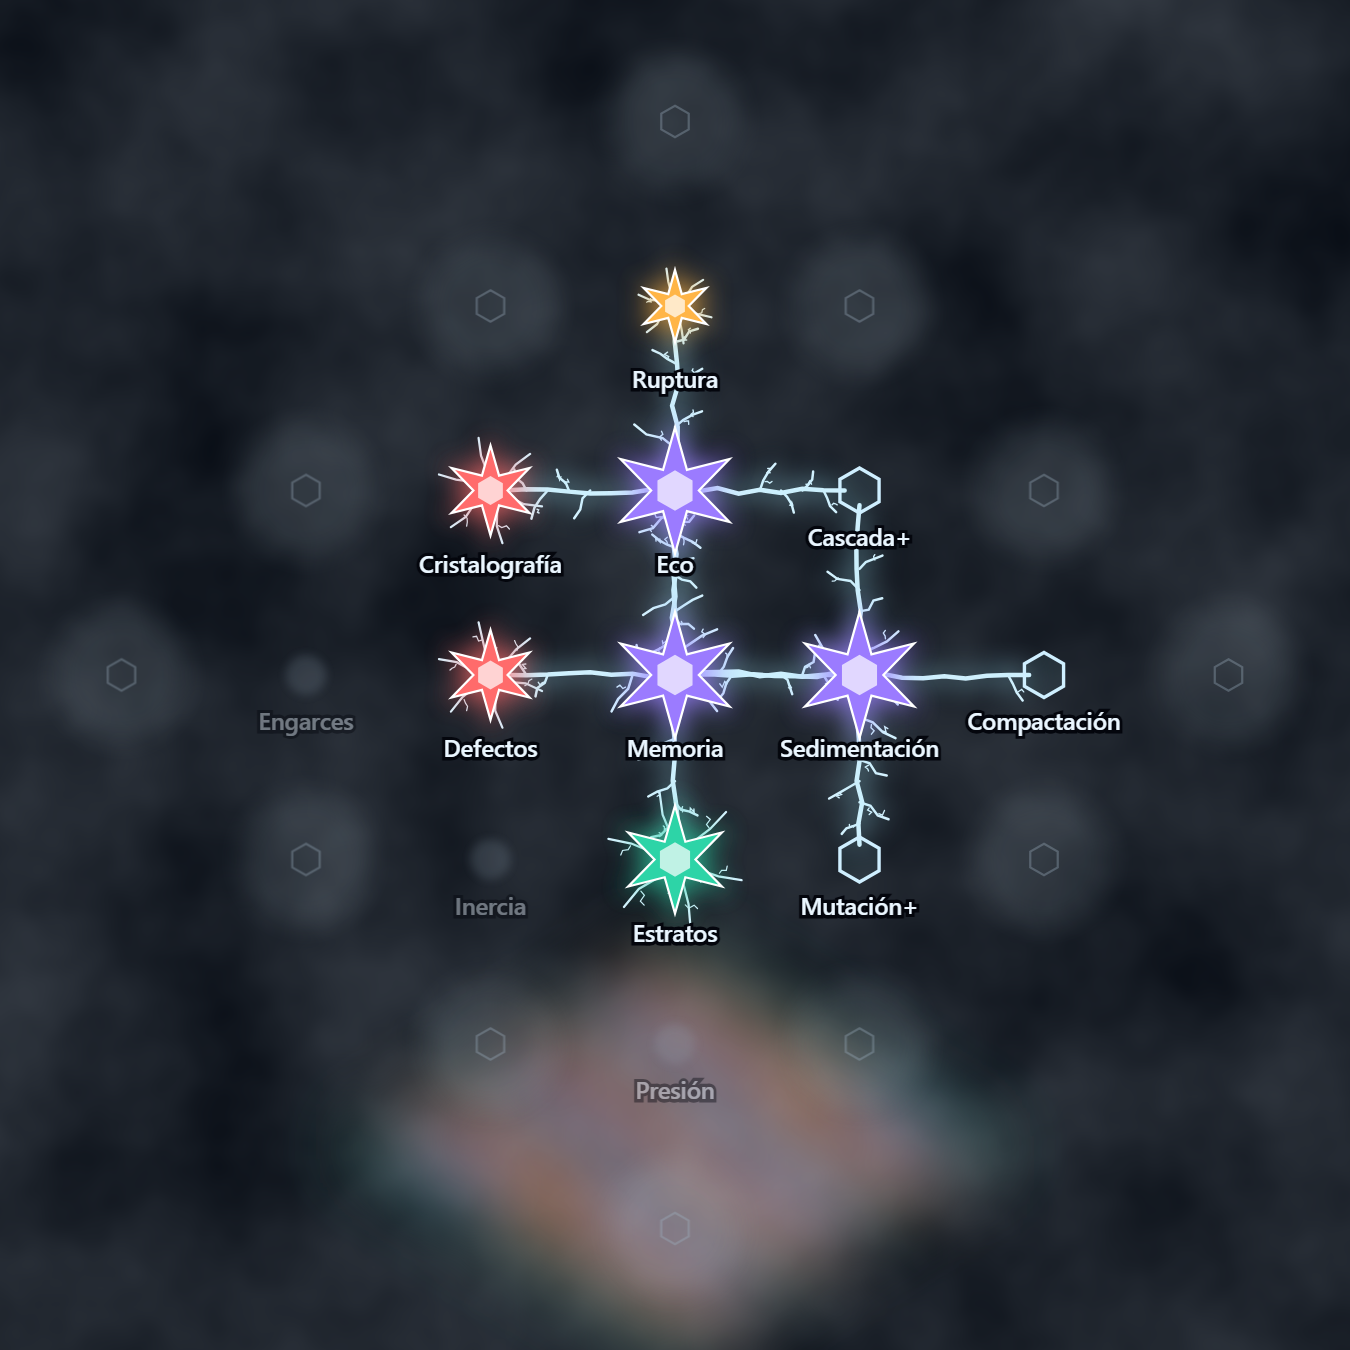 Ruptura
Cristalografía
Eco
Cascada+
Engarces
Defectos
Memoria
Sedimentación
Compactación
Inercia
Estratos
Mutación+
Presión